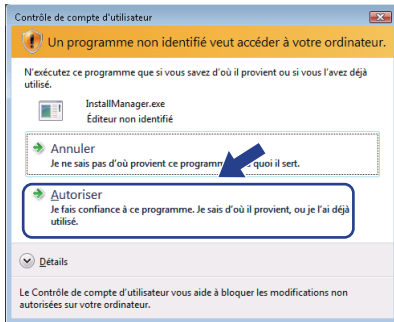 Contrôle de compte d'utilisateur
Un programme non identifié veut accéder à votre ordinateur.
N'exécutez ce programme que si vous savez d'où il provient ou si vous l'avez déjà
utilisé.
InstallManager.exe
Éditeur non identifié
Annuler
Je ne sais pas d'où provient ce programme quoi il sert.
Autoriser
Je fais confiance à ce programme. Je sais d'où il provient, ou je l'ai déjà
utilisé.
Détails
Le Contrôle de compte d'utilisateur vous aide à bloquer les modifications non
autorisées sur votre ordinateur.